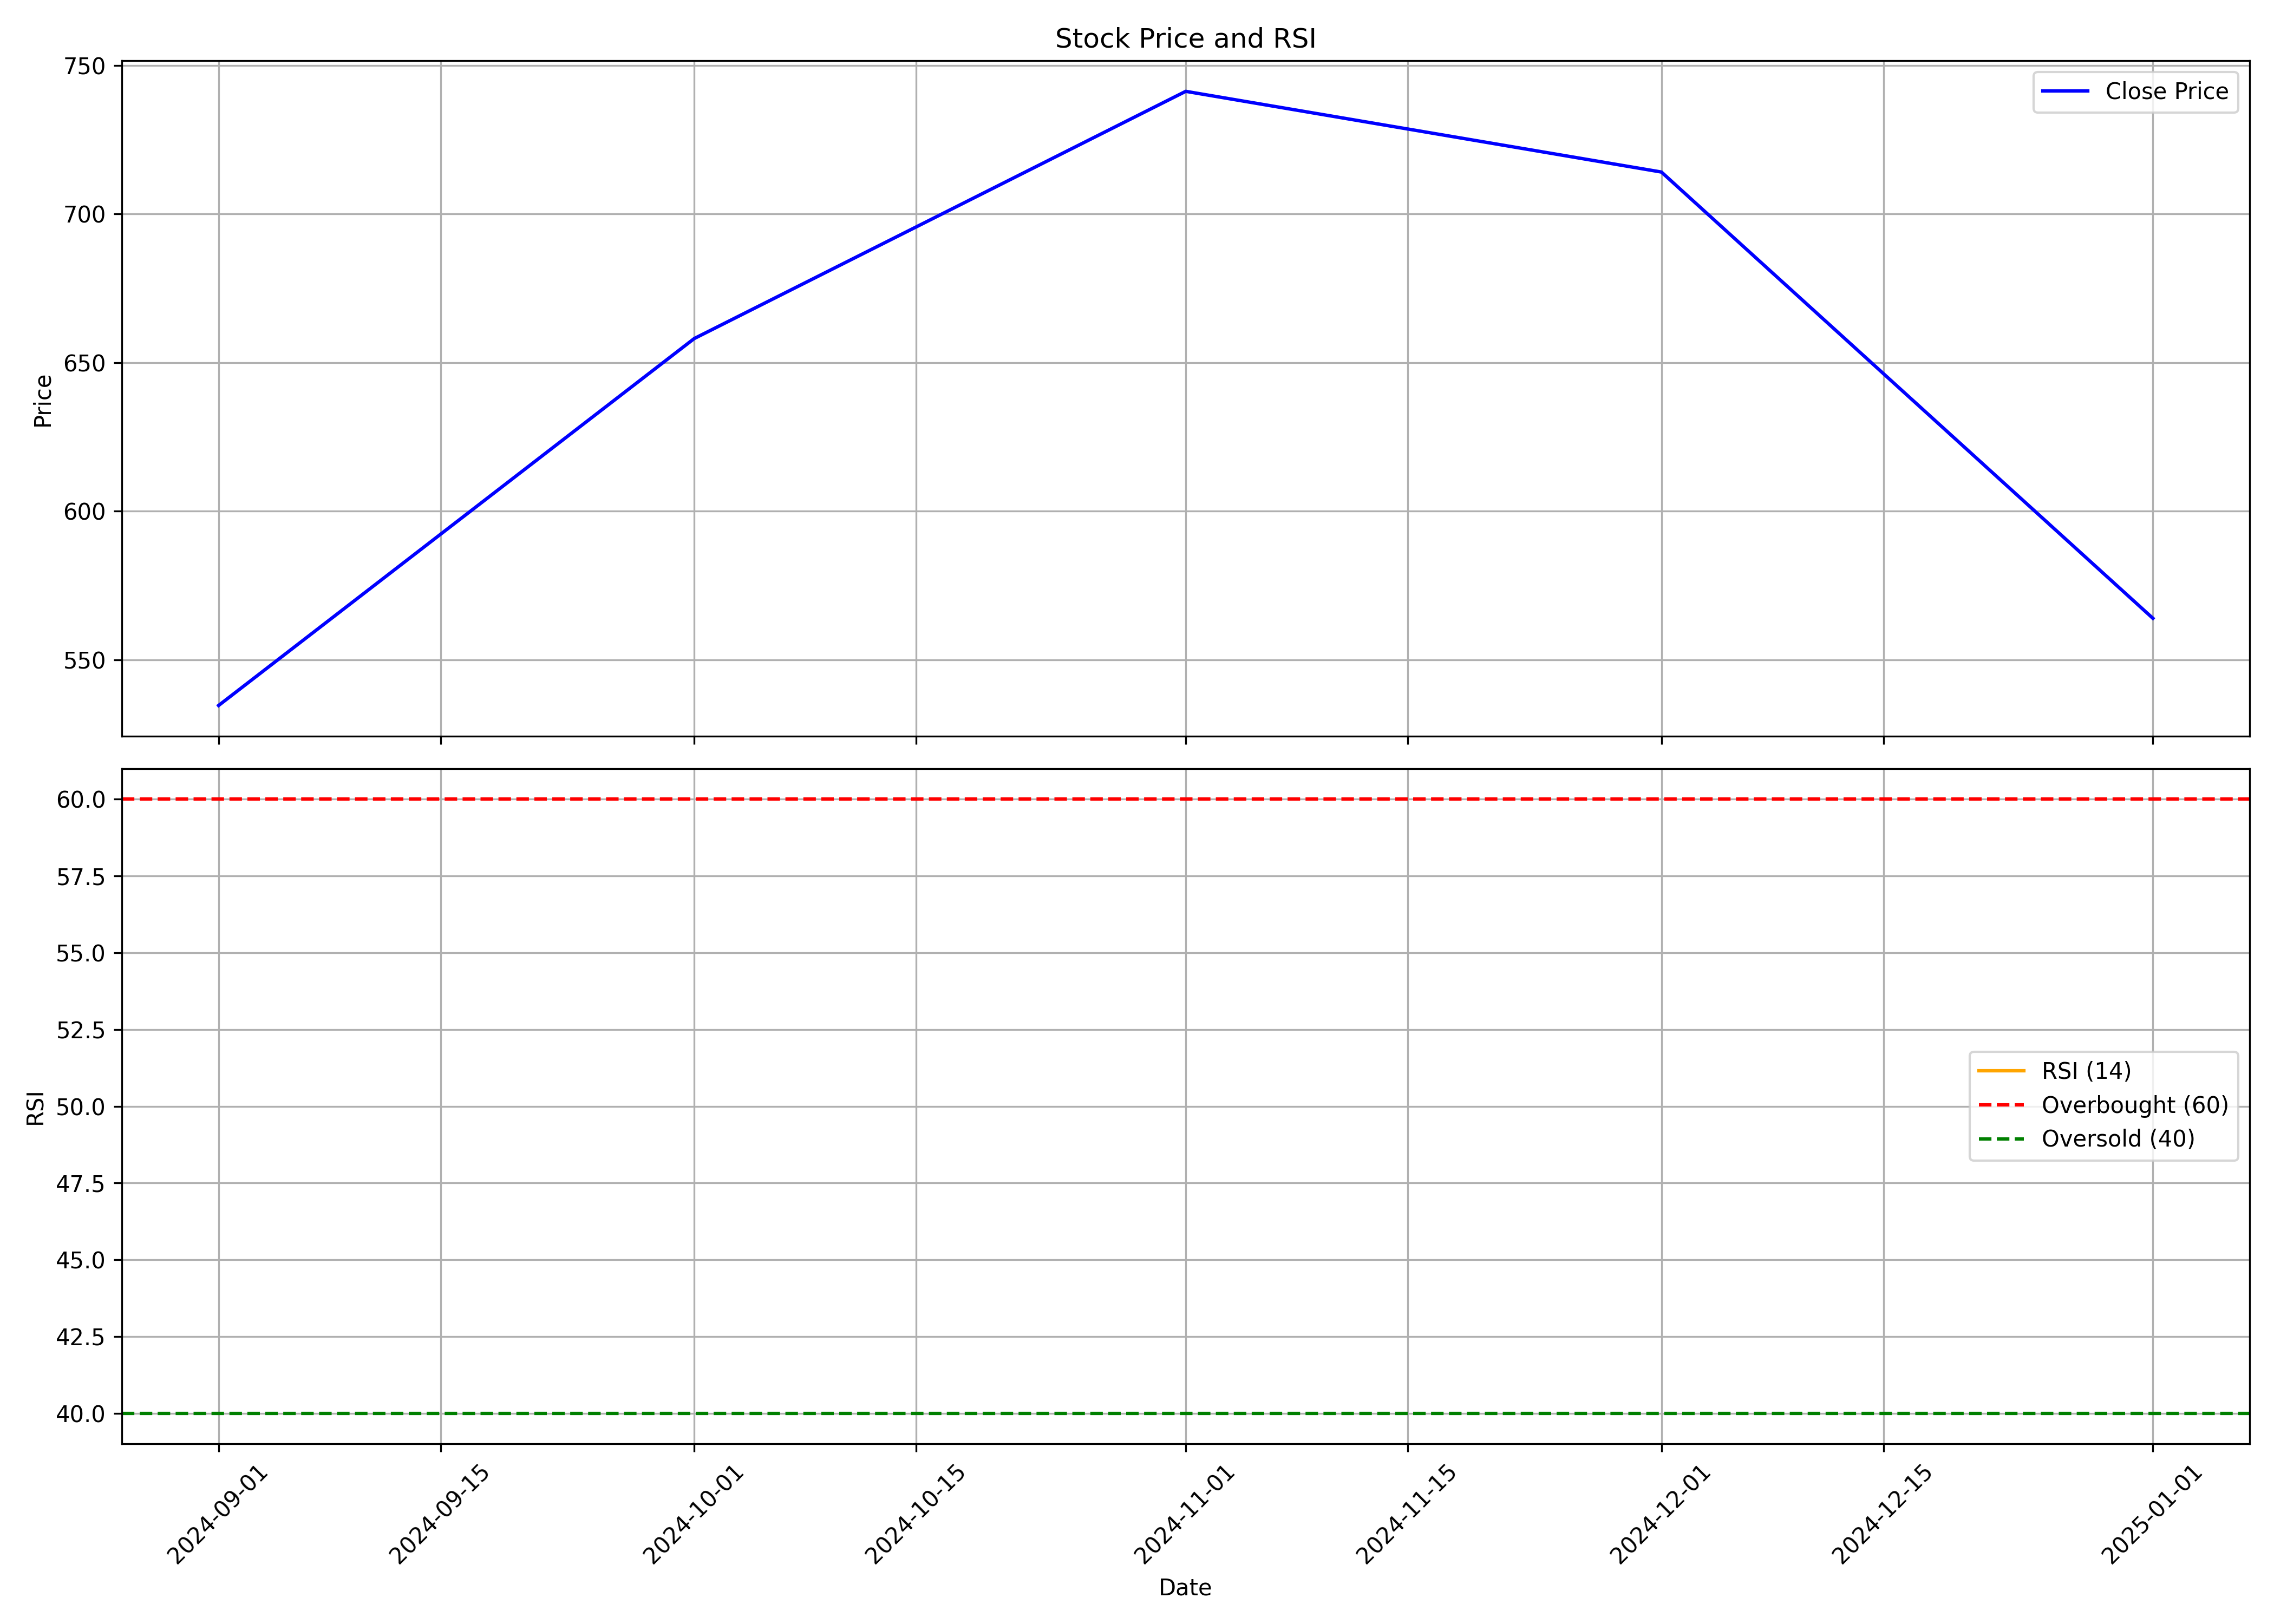 Stock Price and RSI
750
700
650
600
550
Price
Close Price
60.0
57.5
55.0
52.5
50.0
47.5
45.0
42.5
40.0
RSI
RSI (14)
Overbought (60)
Oversold (40)
2024-09-01
2024-09-15
2024-10-01
2024-10-15
2024-11-01
2024-11-15
2024-12-01
2024-12-15
2025-01-01
Date